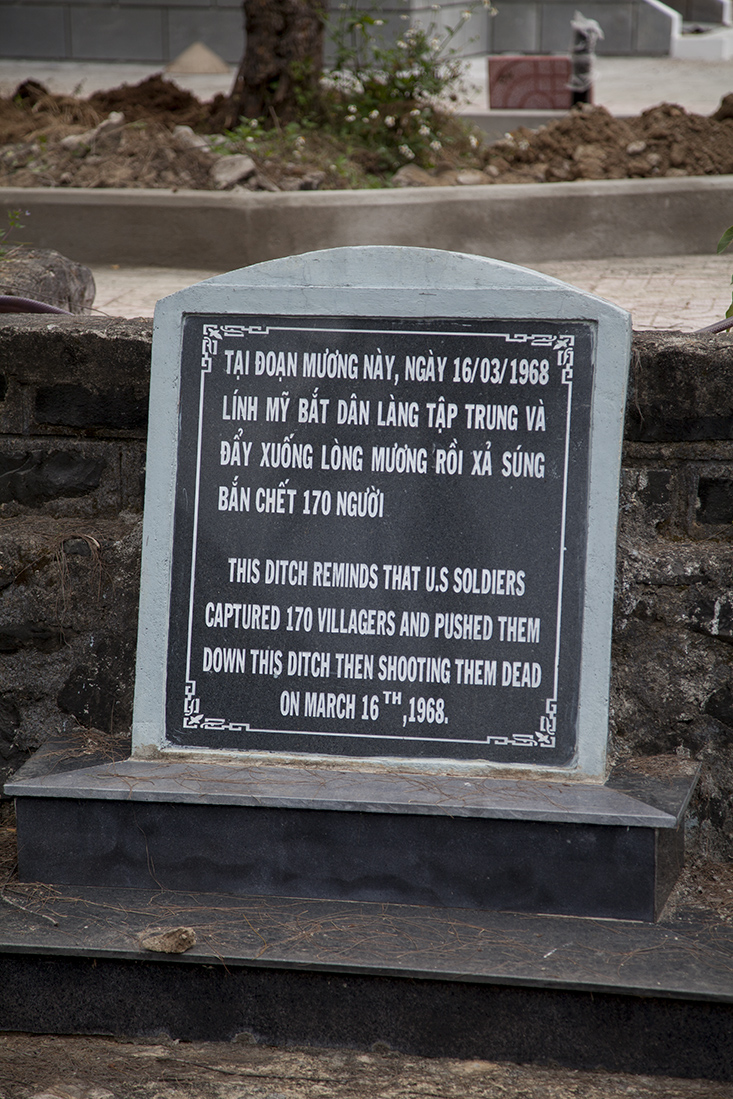 TẠI ĐOẠN MƯƠNG NÀY, NGÀY 16/03/1968
LÍNH MỸ BẮT DÂN LÀNG TẬP TRUNG VÀ
ĐẨY XUỐNG LÒNG MƯƠNG RỒI XẢ SÚNG
BẮN CHẾT 170 NGƯỜI
THIS DITCH REMINDS THAT U.S SOLDIERS
CAPTURED 170 VILLAGERS AND PUSHED THEM
DOWN THIS DITCH THEN SHOOTING THEM DEAD
ON MARCH 16TH,1968.